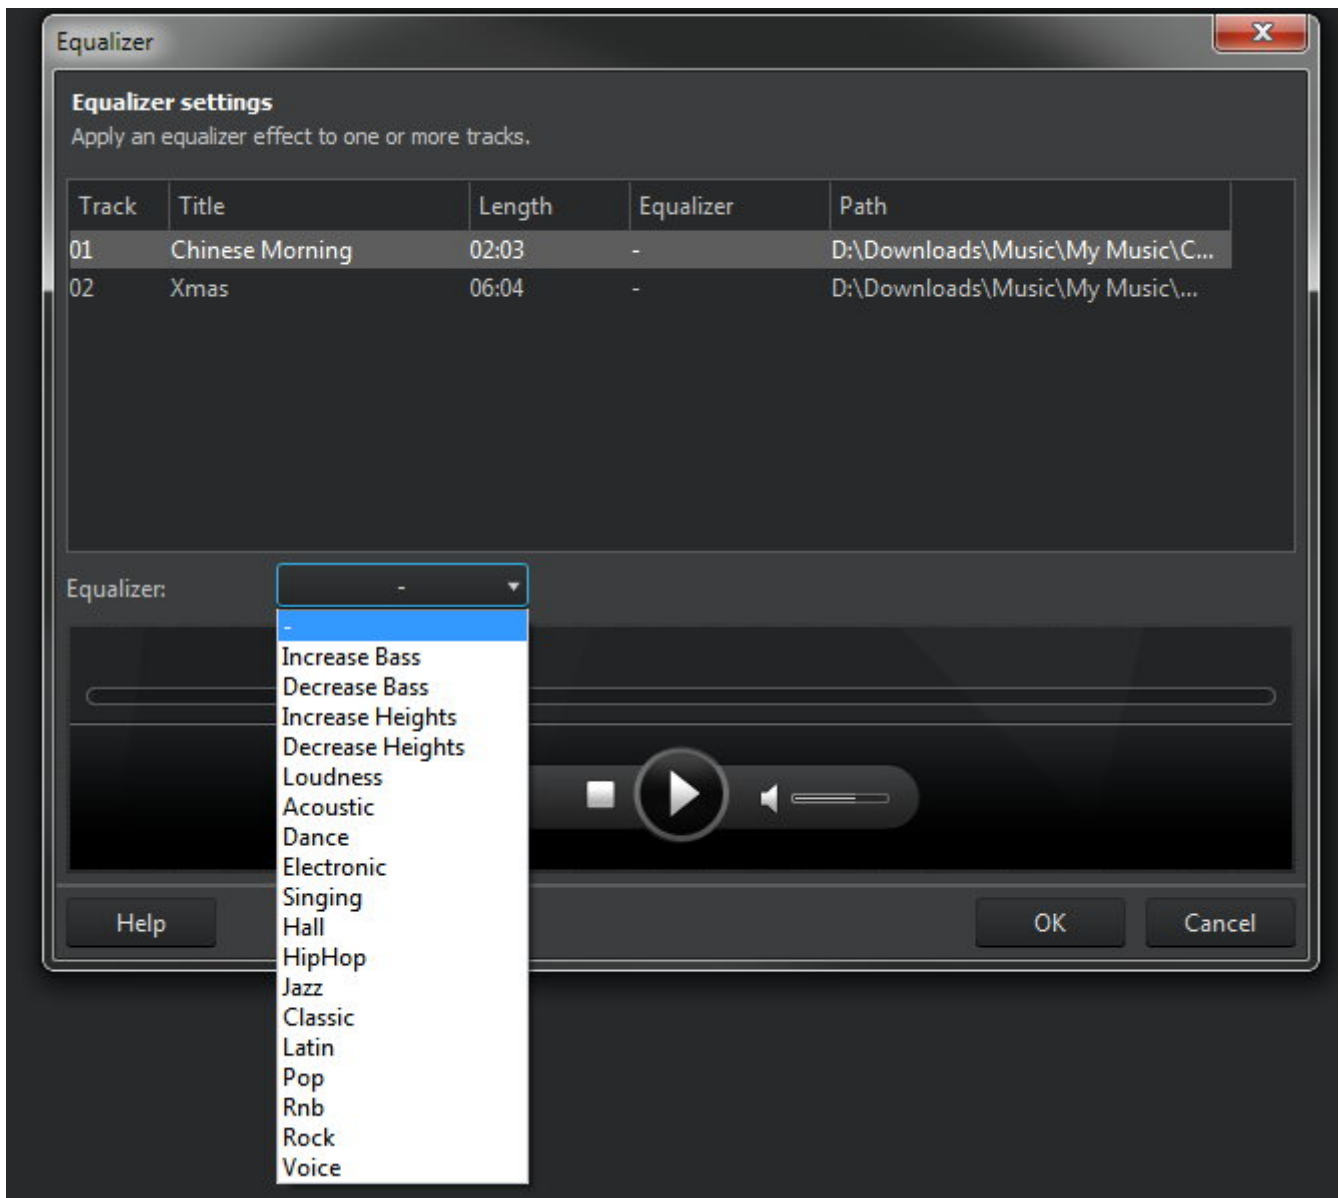 Equalizer
Equalizer settings
Apply an equalizer effect to one or more tracks.
Track Title Length Equalizer Path
01 Chinese Morning 02:03 - D:\Downloads\Music\My Music\C...
02 Xmas 06:04 - D:\Downloads\Music\My Music\...
Equalizer: -
-
Increase Bass
Decrease Bass
Increase Heights
Decrease Heights
Loudness
Acoustic
Dance
Electronic
Singing
Hall
HipHop
Jazz
Classic
Latin
Pop
Rnb
Rock
Voice
Help OK Cancel